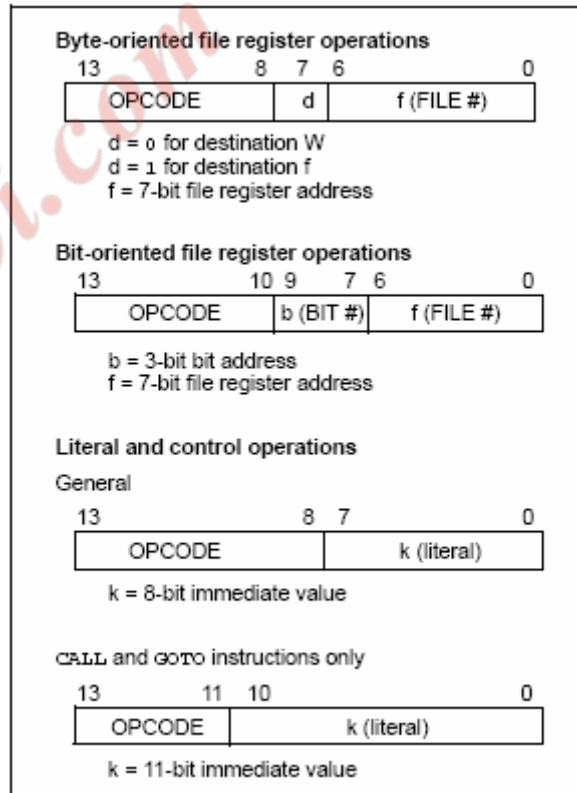 Byte-oriented file register operations
13 8 7 6 0
OPCODE d f (FILE #)
d = 0 for destination W
d = 1 for destination f
f = 7-bit file register address
Bit-oriented file register operations
13 10 9 7 6 0
OPCODE b (BIT #) f (FILE #)
b = 3-bit bit address
f = 7-bit file register address
Literal and control operations
General
13 8 7 0
OPCODE k (literal)
k = 8-bit immediate value
CALL and GOTO instructions only
13 11 10 0
OPCODE k (literal)
k = 11-bit immediate value